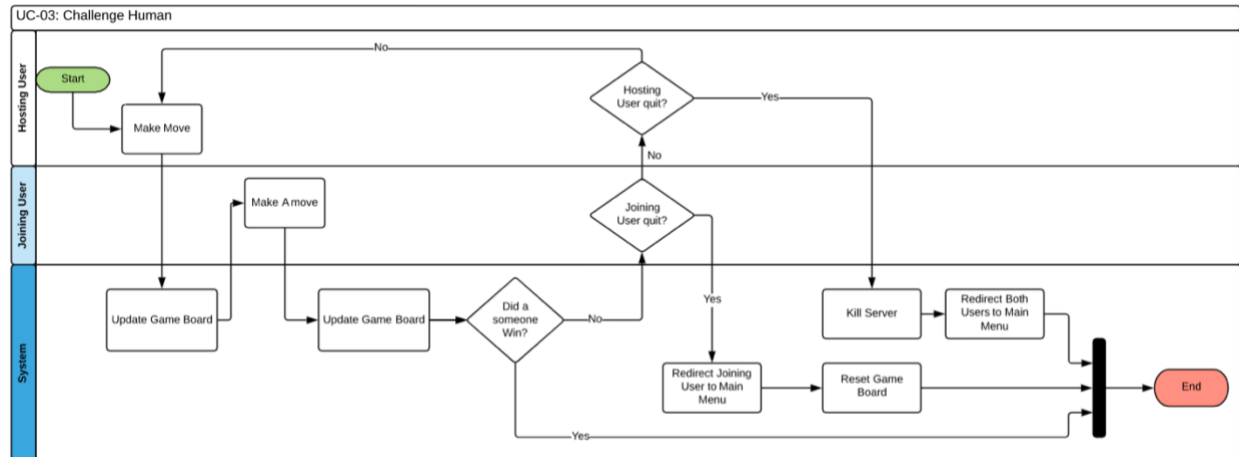 UC-03: Challenge Human
Hosting User
Start
Make Move
No
Hosting
User quit?
Yes
No
Joining User
Make A move
Joining
User quit?
System
Update Game Board
Update Game Board
Did a
someone
Win?
No
Yes
Yes
Redirect Joining
User to Main
Menu
Reset Game
Board
Kill Server
Redirect Both
Users to Main
Menu
End